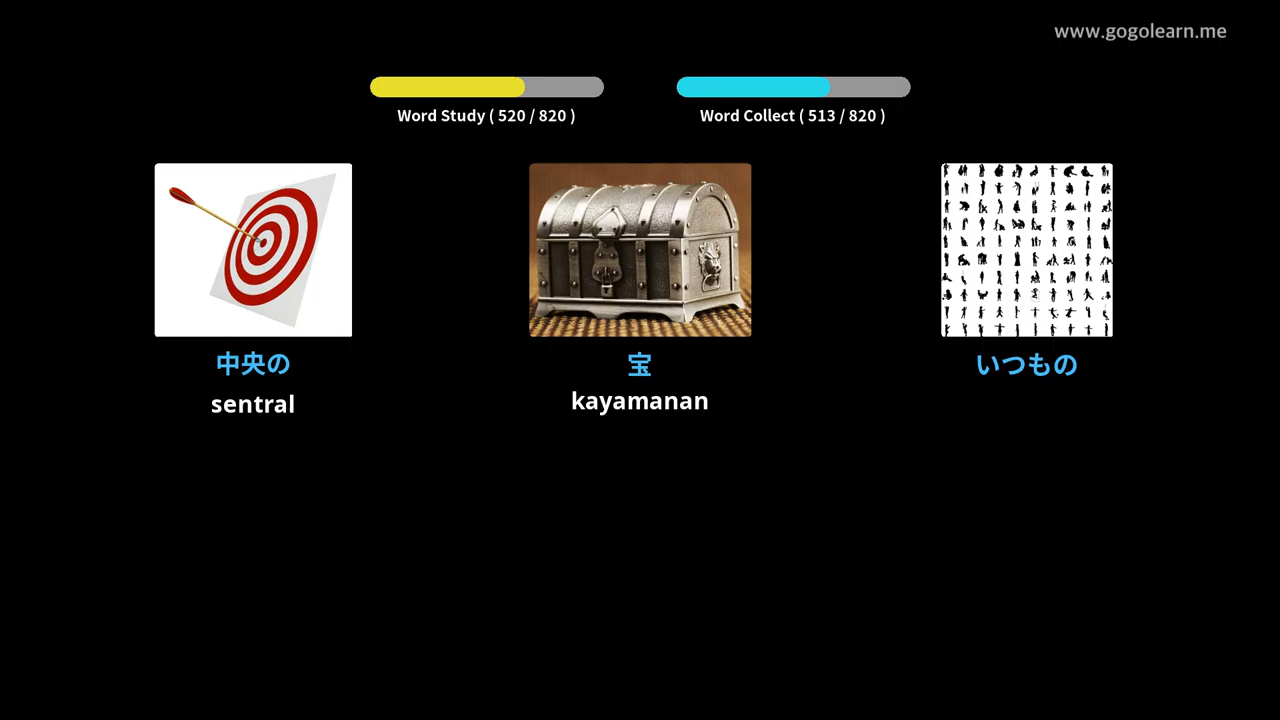 www.gogolearn.me
Word Study ( 520 / 820 )
Word Collect ( 513 / 820 )
中央の
sentral
宝
kayamanan
いつもの